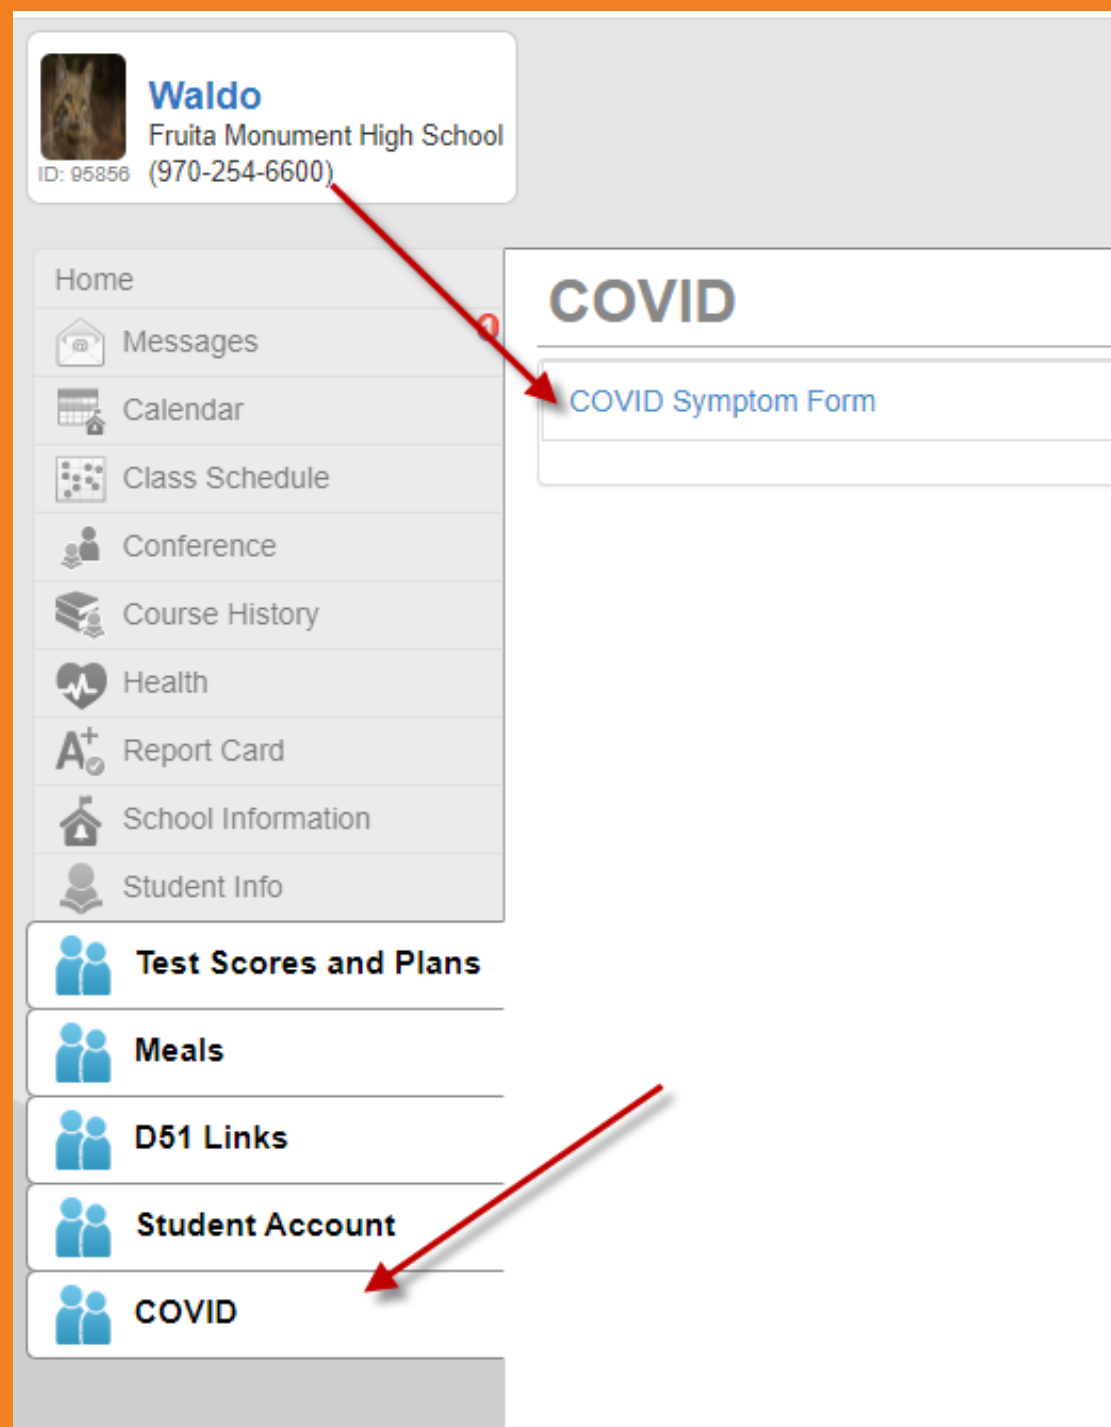 Waldo
Fruita Monument High School
ID: 95856 (970-254-6600)
Home
Messages
Calendar
Class Schedule
Conference
Course History
Health
A+ Report Card
School Information
Student Info
Test Scores and Plans
Meals
D51 Links
Student Account
COVID
COVID
COVID Symptom Form